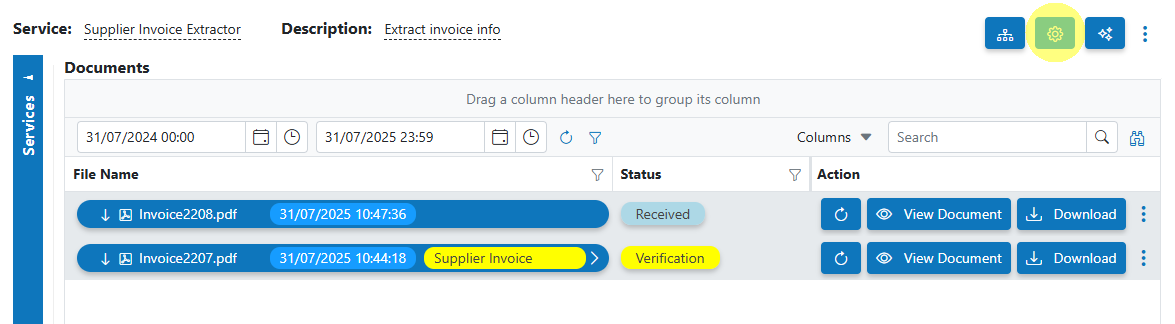 Service: Supplier Invoice Extractor Description: Extract invoice info
Services
Documents
Drag a column header here to group its column
31/07/2024 00:00 31/07/2025 23:59 Columns Search
File Name Status Action
Invoice2208.pdf 31/07/2025 10:47:36 Received View Document Download
Invoice2207.pdf 31/07/2025 10:44:18 Supplier Invoice Verification View Document Download